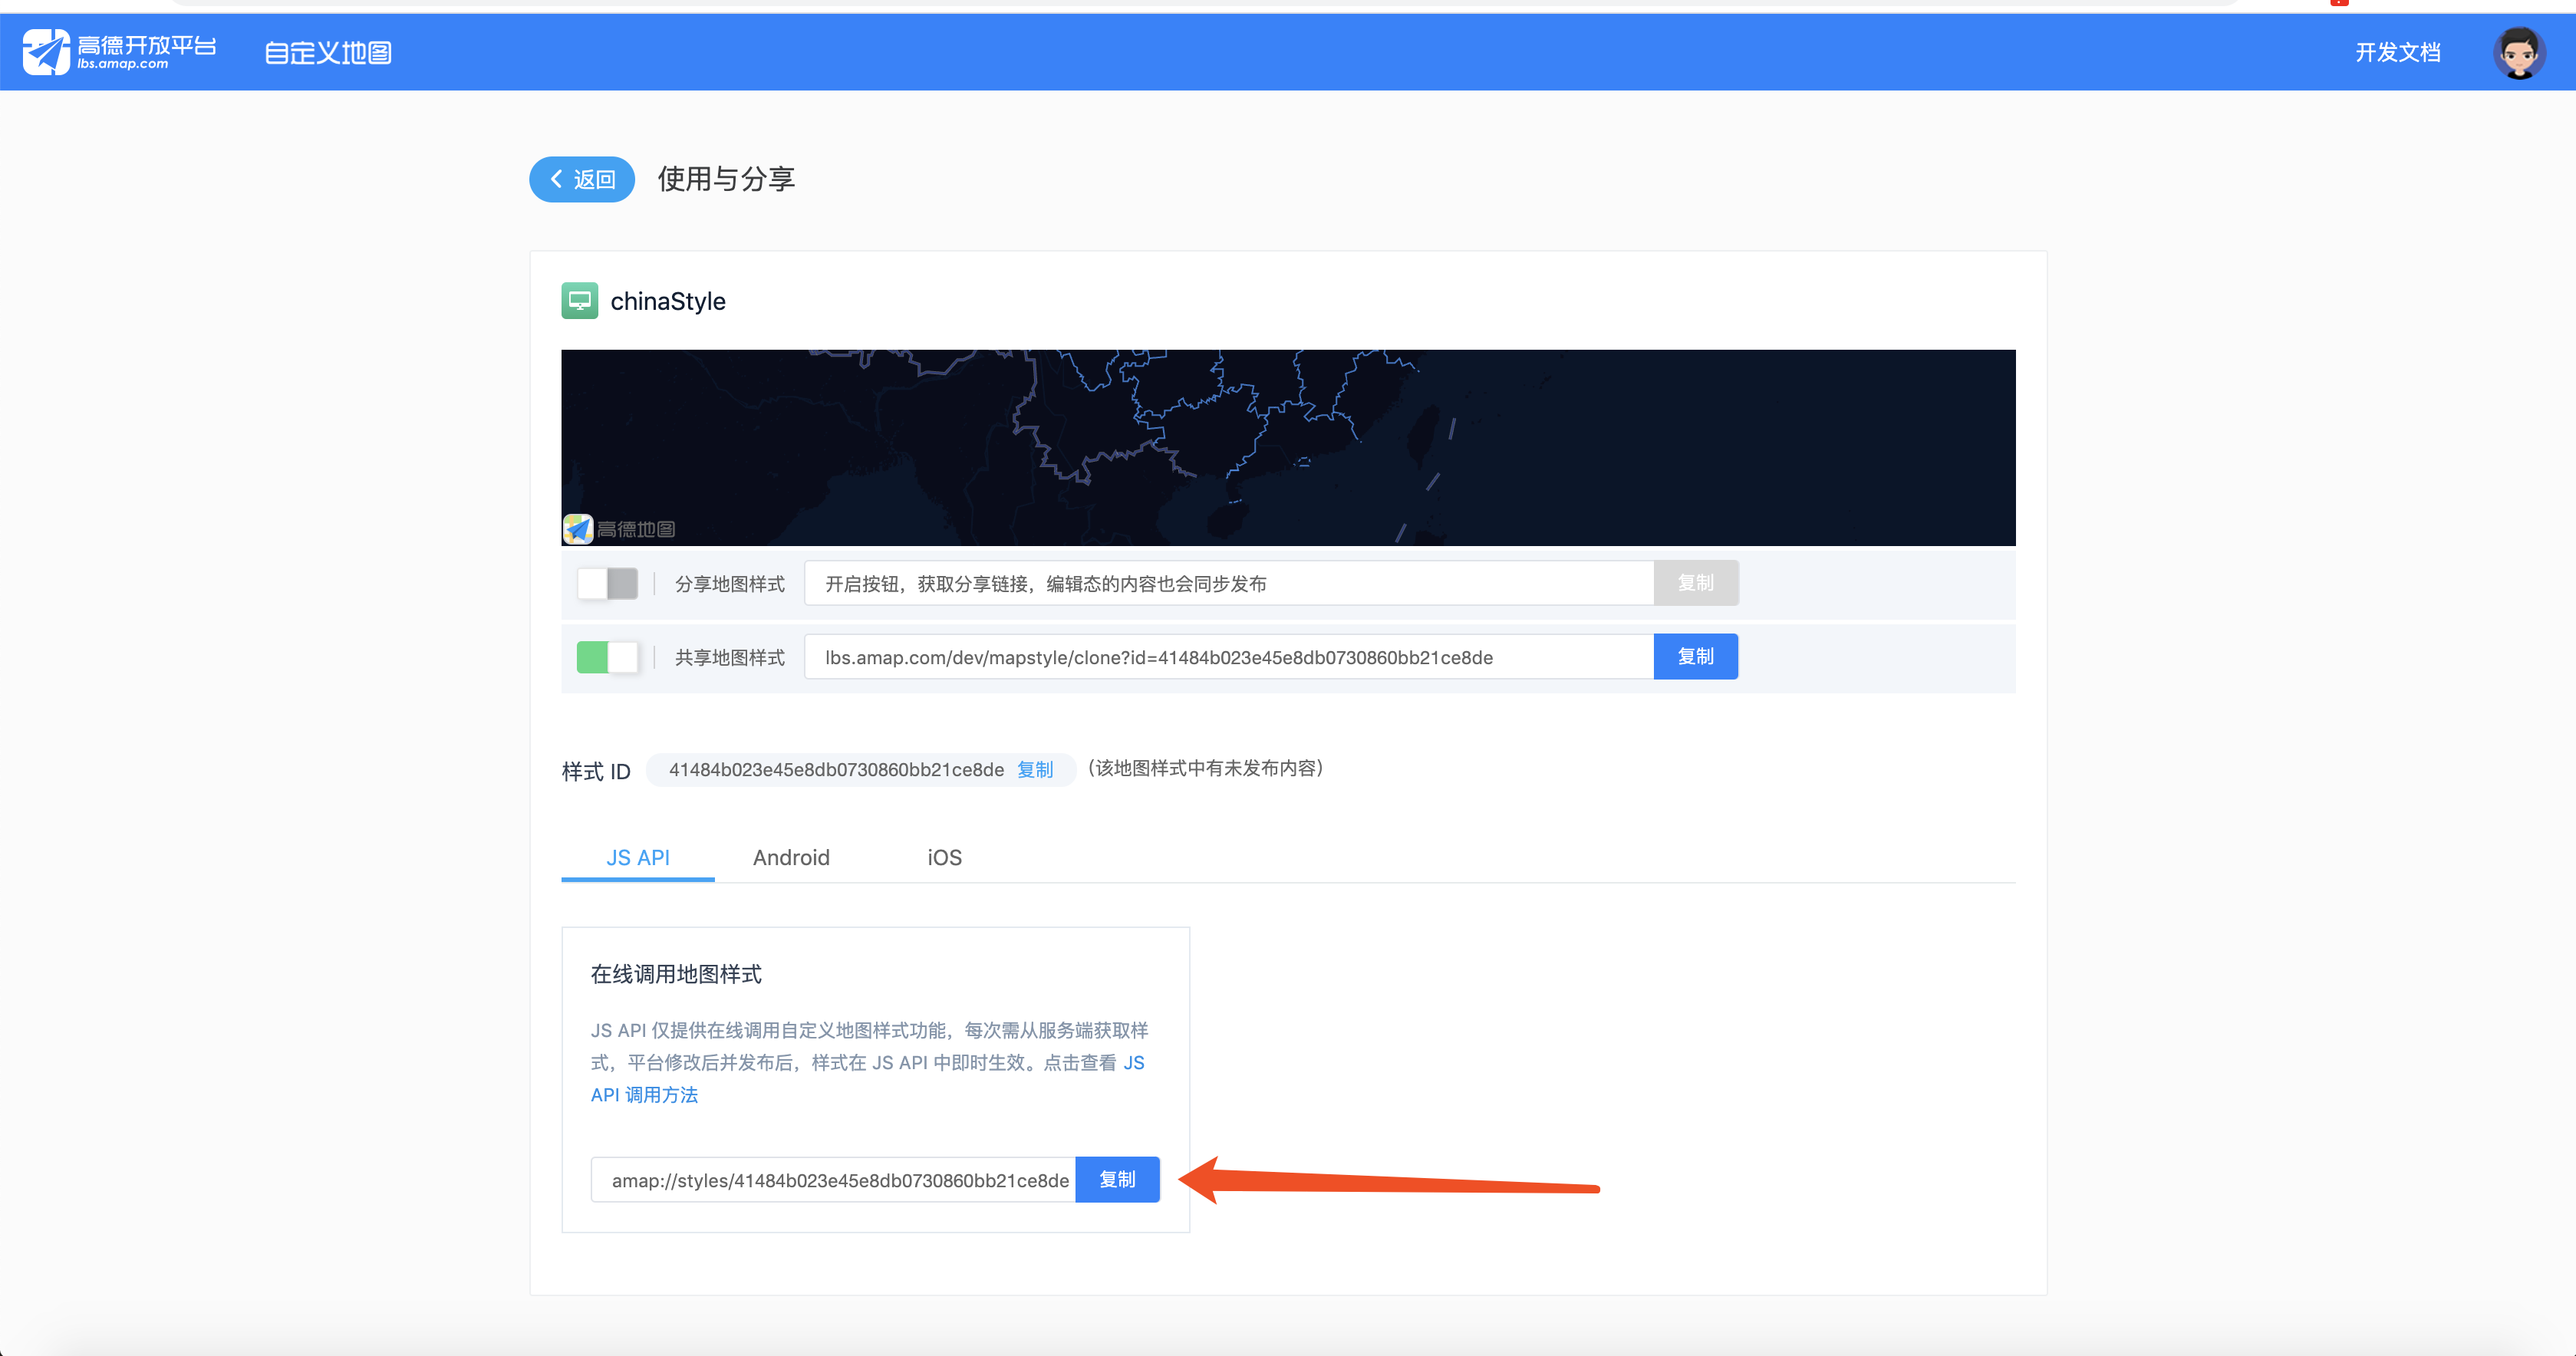 高德开放平台
lbs.amap.com
自定义地图
开发文档
返回
使用与分享
chinaStyle
高德地图
分享地图样式
开启按钮，获取分享链接，编辑态的内容也会同步发布
复制
共享地图样式
lbs.amap.com/dev/mapstyle/clone?id=41484b023e45e8db0730860bb21ce8de
复制
样式 ID
41484b023e45e8db0730860bb21ce8de 复制
（该地图样式中有未发布内容）
JS API
Android
iOS
在线调用地图样式
JS API 仅提供在线调用自定义地图样式功能，每次需从服务端获取样
式，平台修改后并发布后，样式在 JS API 中即时生效。点击查看 JS
API 调用方法
amap://styles/41484b023e45e8db0730860bb21ce8de
复制